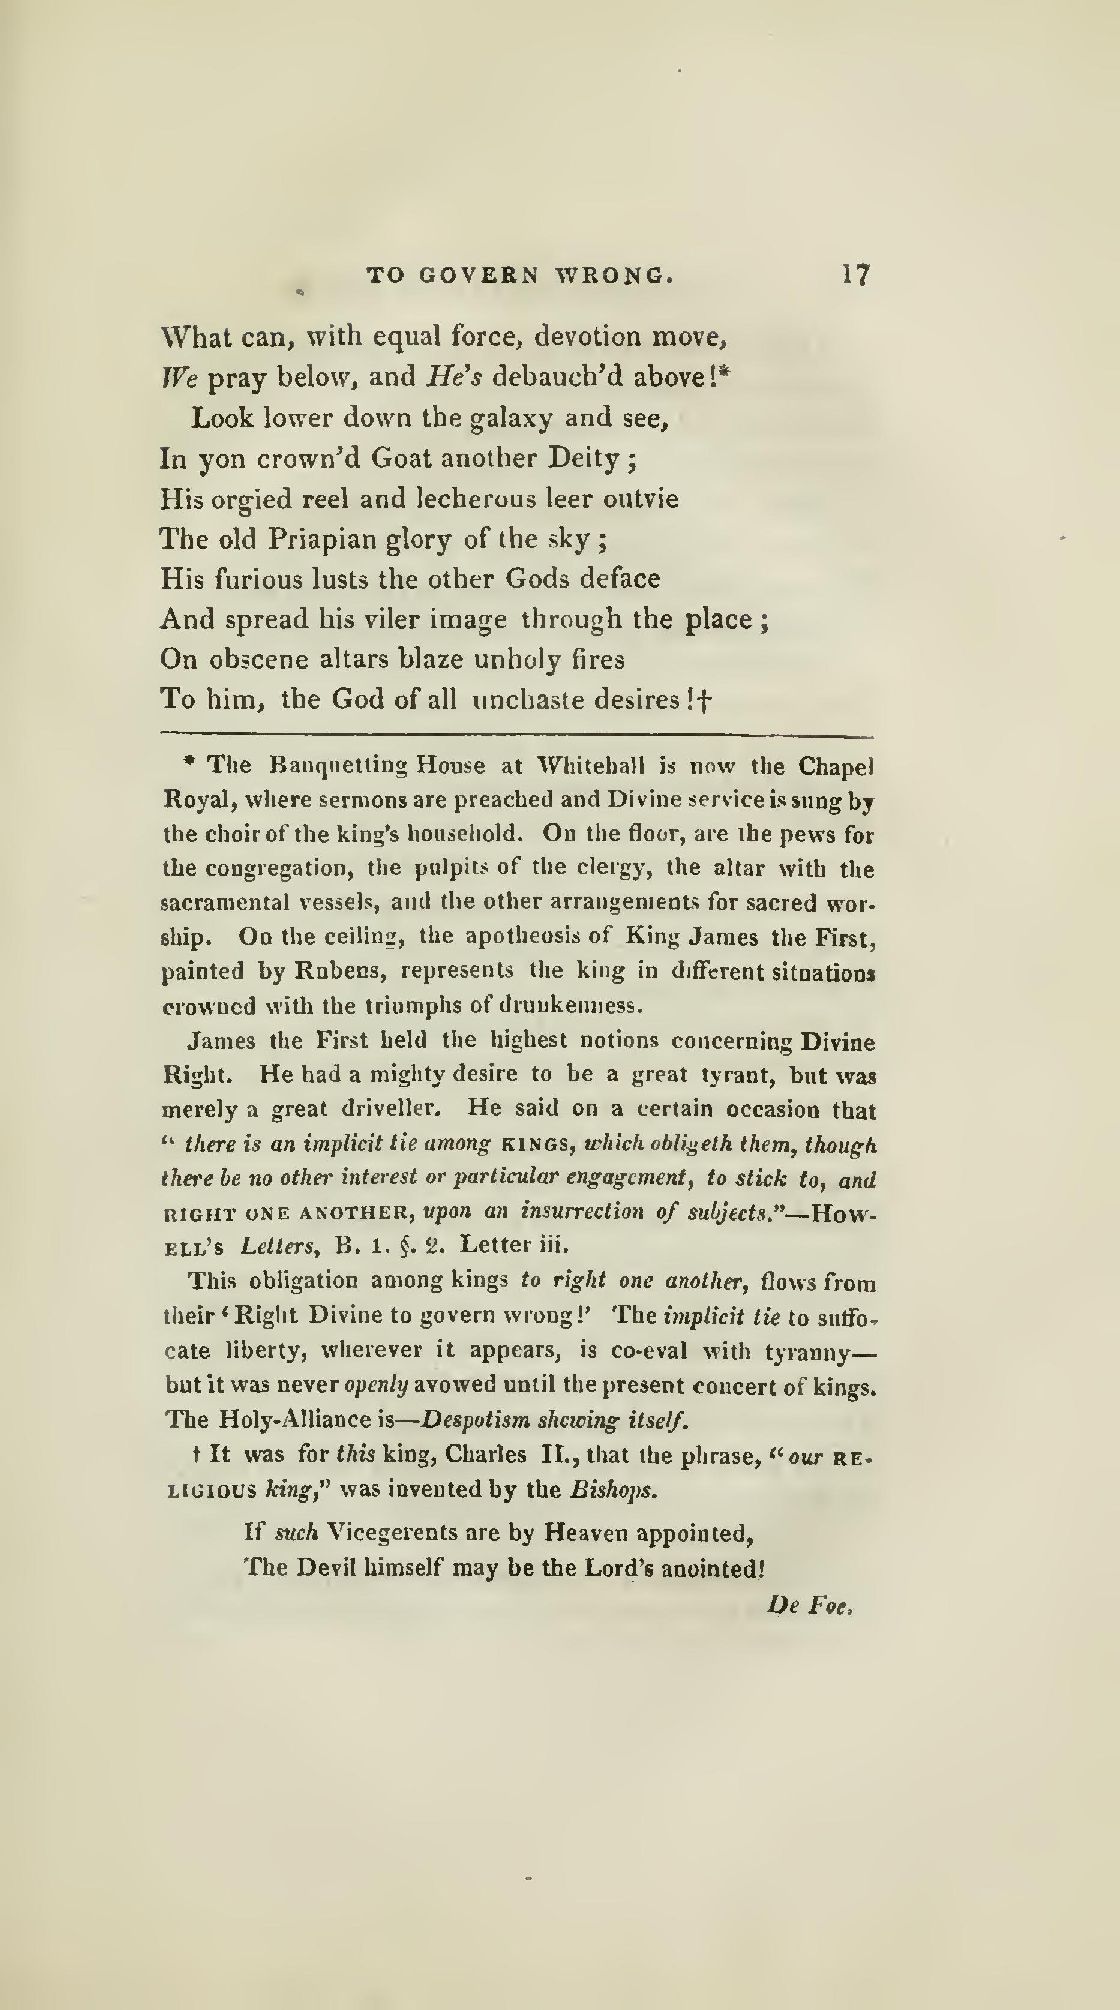 TO GOVERN WRONG. 17
What can, with equal force, devotion move,
We pray below, and He's debauch'd above!*
Look lower down the galaxy and see,
In yon crown'd Goat another Deity ;
His orgied reel and lecherous leer outvie
The old Priapian glory of the sky ;
His furious lusts the other Gods deface
And spread his viler image through the place ;
On obscene altars blaze unholy fires
To him, the God of all unchaste desires !†
* The Banquetting House at Whitehall is now the Chapel
Royal, where sermons are preached and Divine service is sung by
the choir of the king's household. On the floor, are the pews for
the congregation, the pulpits of the clergy, the altar with the
sacramental vessels, and the other arrangements for sacred wor-
ship. On the ceiling, the apotheosis of King James the First,
painted by Rubens, represents the king in different situations
crowned with the triumphs of drunkenness.
James the First held the highest notions concerning Divine
Right. He had a mighty desire to be a great tyrant, but was
merely a great driveller. He said on a certain occasion that
“ there is an implicit tie among KINGS, which obligeth them, though
there be no other interest or particular engagement, to stick to, and
RIGHT ONE ANOTHER, upon an insurrection of subjects.”—HOW-
ELL'S Letters, B. 1. §. 2. Letter iii.
This obligation among kings to right one another, flows from
their ‘Right Divine to govern wrong!’ The implicit tie to suffo-
cate liberty, wherever it appears, is co-eval with tyranny—
but it was never openly avowed until the present concert of kings.
The Holy-Alliance is—Despotism shewing itself.
† It was for this king, Charles II., that the phrase, “our RE-
LIGIOUS king,” was invented by the Bishops.
If such Vicegerents are by Heaven appointed,
The Devil himself may be the Lord's anointed!
De Foe.